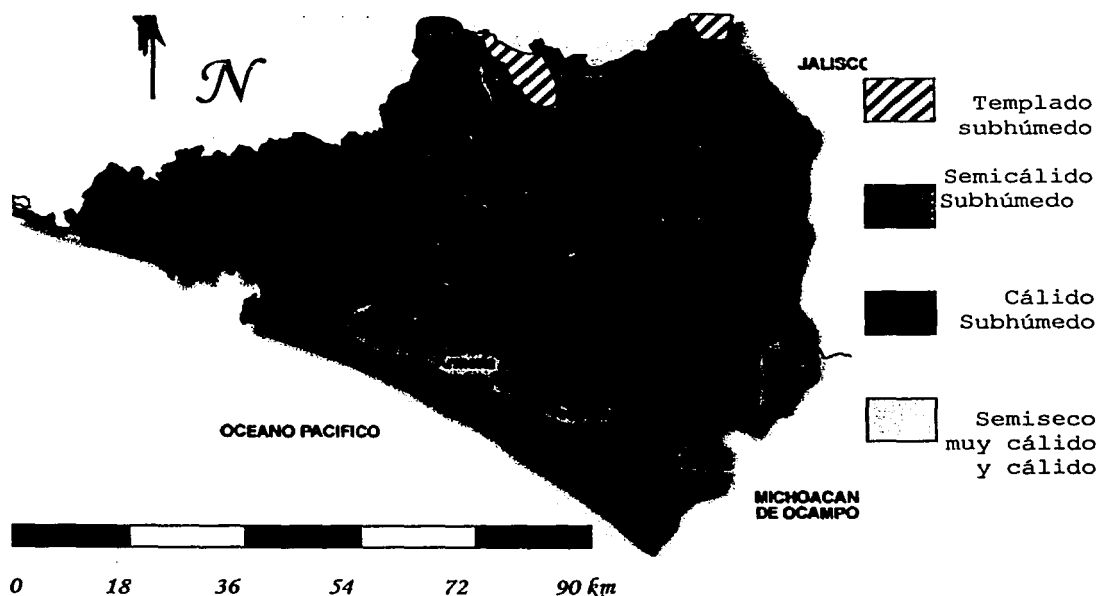 N
JALISC
Templado
subhúmedo
Semicálido
Subhúmedo
Cálido
Subhúmedo
Semiseco
muy cálido
y cálido
OCEANO PACIFICO
MICHOACAN
DE OCAMPO
0 18 36 54 72 90 km